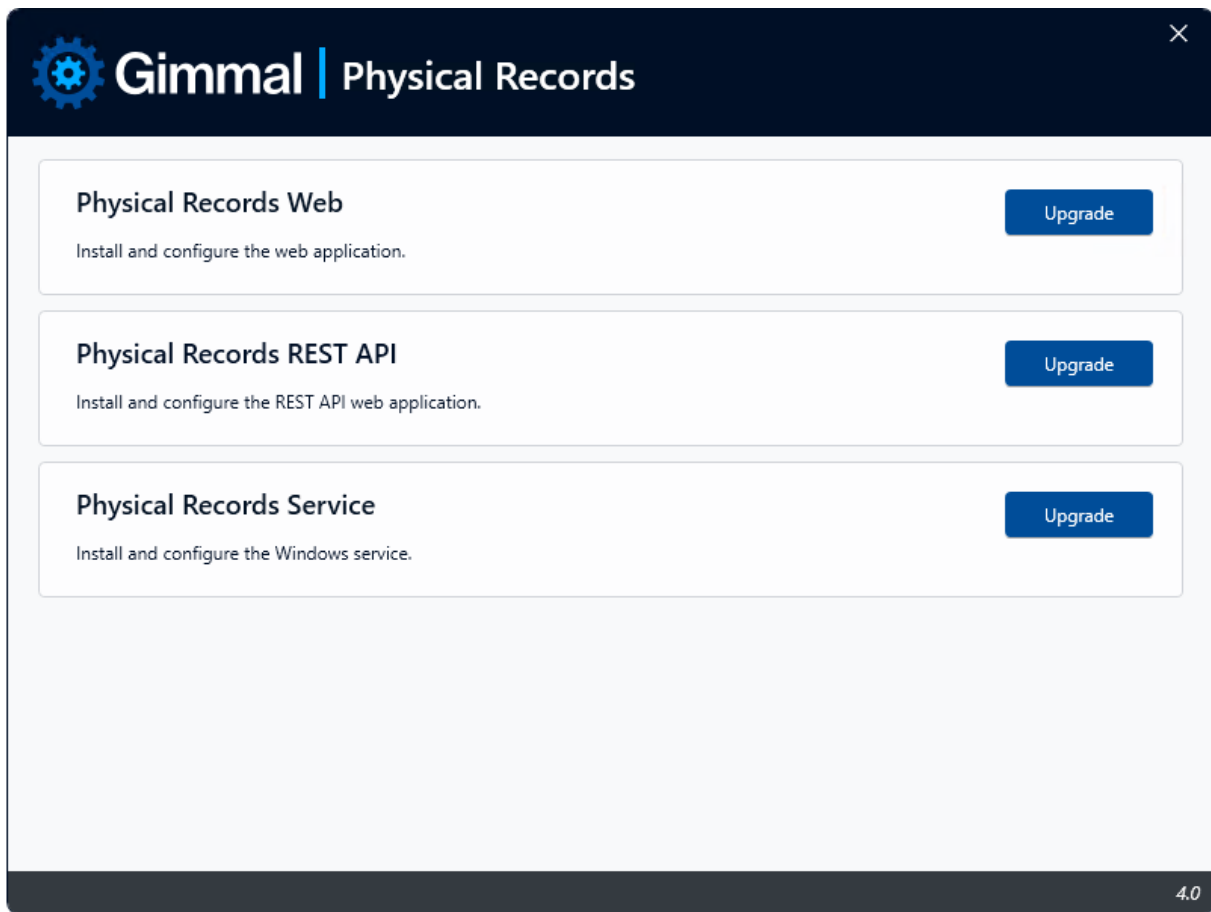 Gimmal | Physical Records
Physical Records Web
Upgrade
Install and configure the web application.
Physical Records REST API
Upgrade
Install and configure the REST API web application.
Physical Records Service
Upgrade
Install and configure the Windows service.
4.0